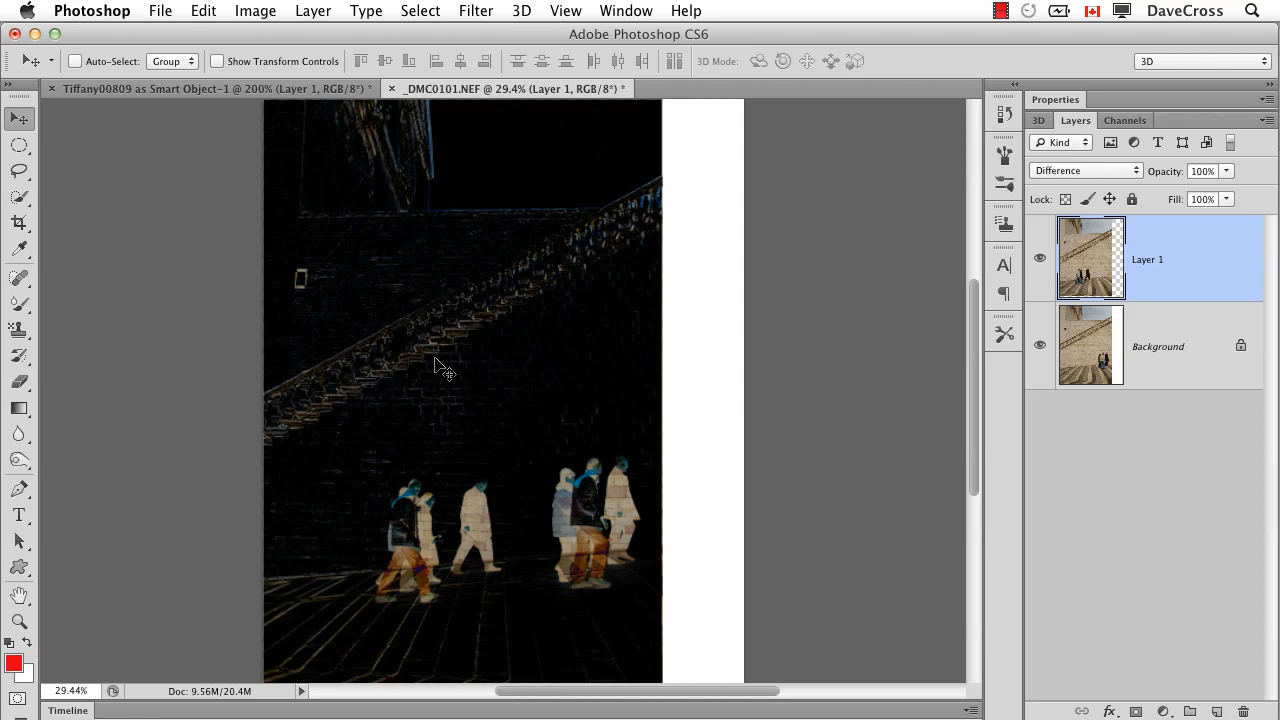 Photoshop File Edit Image Layer Type Select Filter 3D View Window Help DaveCross
Adobe Photoshop CS6
Auto-Select: Group Show Transform Controls 3D Mode: 3D
Tiffany00809 as Smart Object-1 @ 200% (Layer 1, RGB/8*) * _DMC0101.NEF @ 29.4% (Layer 1, RGB/8*) *
Properties
3D Layers Channels
Kind
Difference Opacity: 100%
Lock: Fill: 100%
Layer 1
Background
29.44% Doc: 9.56M/20.4M
Timeline